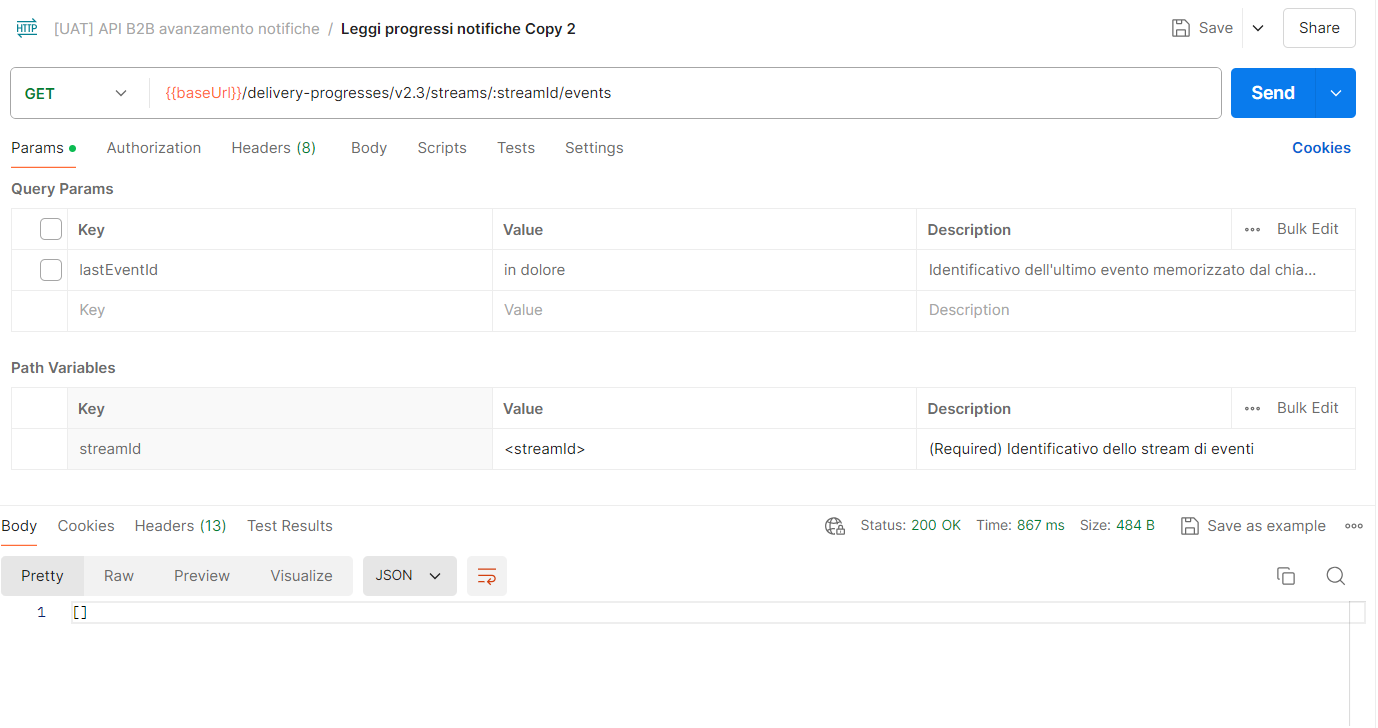 HTTP [UAT] API B2B avanzamento notifiche / Leggi progressi notifiche Copy 2 Save Share
GET {{baseUrl}}/delivery-progresses/v2.3/streams/:streamId/events Send
Params Authorization Headers (8) Body Scripts Tests Settings Cookies
Query Params
Key Value Description Bulk Edit
lastEventId in dolore Identificativo dell'ultimo evento memorizzato dal chia...
Key Value Description
Path Variables
Key Value Description Bulk Edit
streamId <streamId> (Required) Identificativo dello stream di eventi
Body Cookies Headers (13) Test Results Status: 200 OK Time: 867 ms Size: 484 B Save as example
Pretty Raw Preview Visualize JSON
1 []